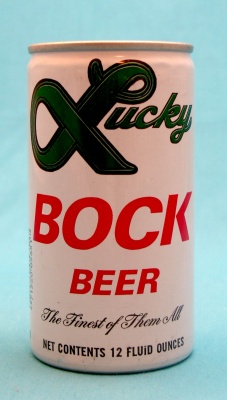 Lucky
BOCK
BEER
The Finest of Them All
NET CONTENTS 12 FLUiD OUNCES